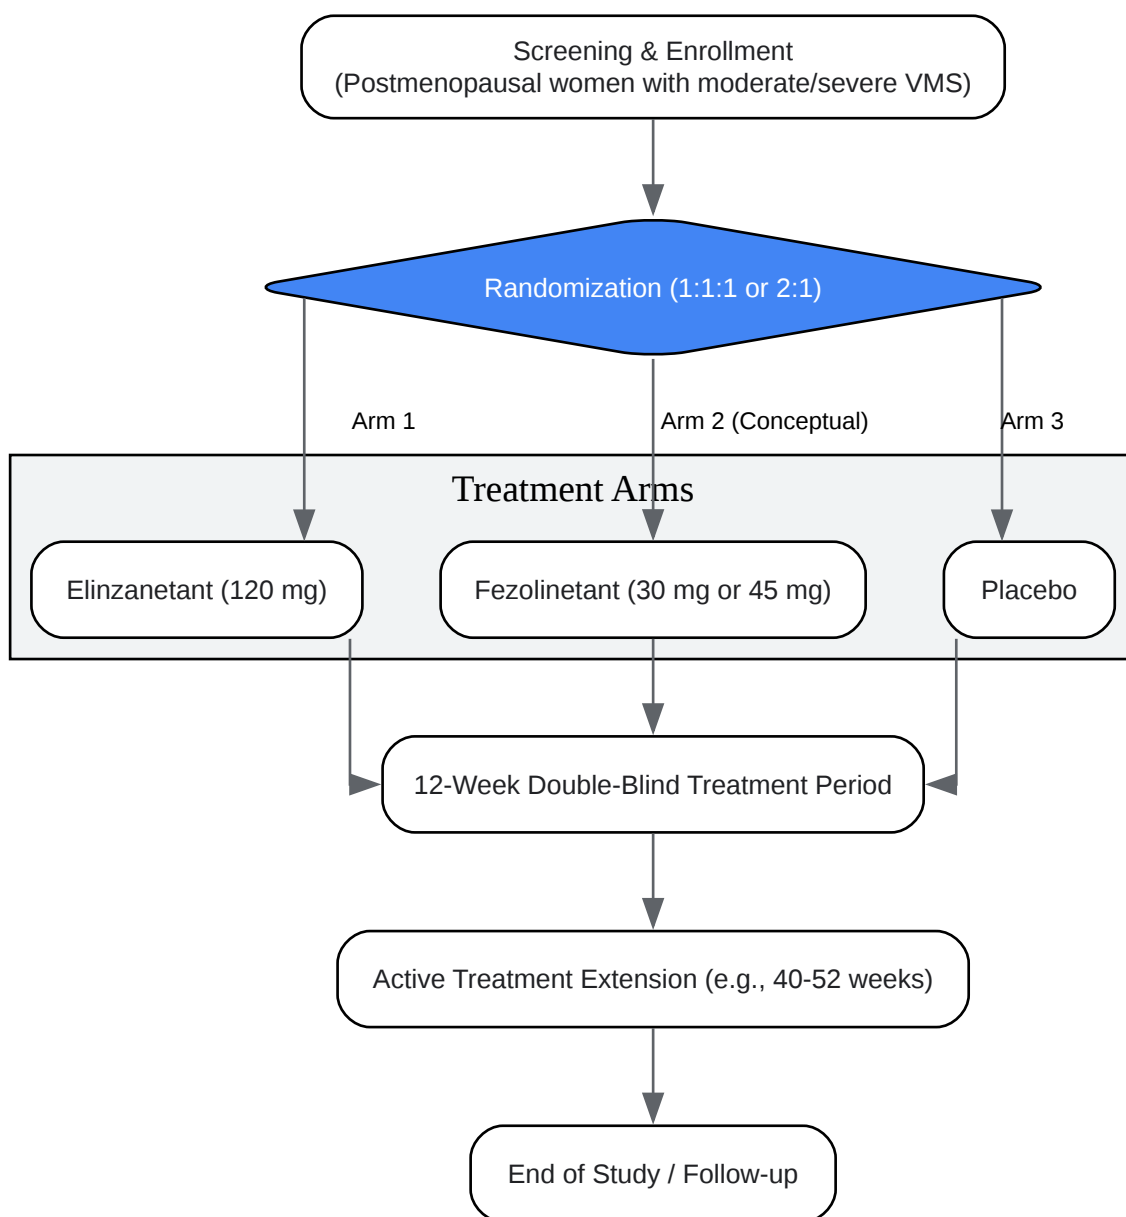 Screening & Enrollment
(Postmenopausal women with moderate/severe VMS)
Randomization (1:1:1 or 2:1)
Arm 1
Arm 2 (Conceptual)
Arm 3
Treatment Arms
Elinzanetant (120 mg)
Fezolinetant (30 mg or 45 mg)
Placebo
12-Week Double-Blind Treatment Period
Active Treatment Extension (e.g., 40-52 weeks)
End of Study / Follow-up